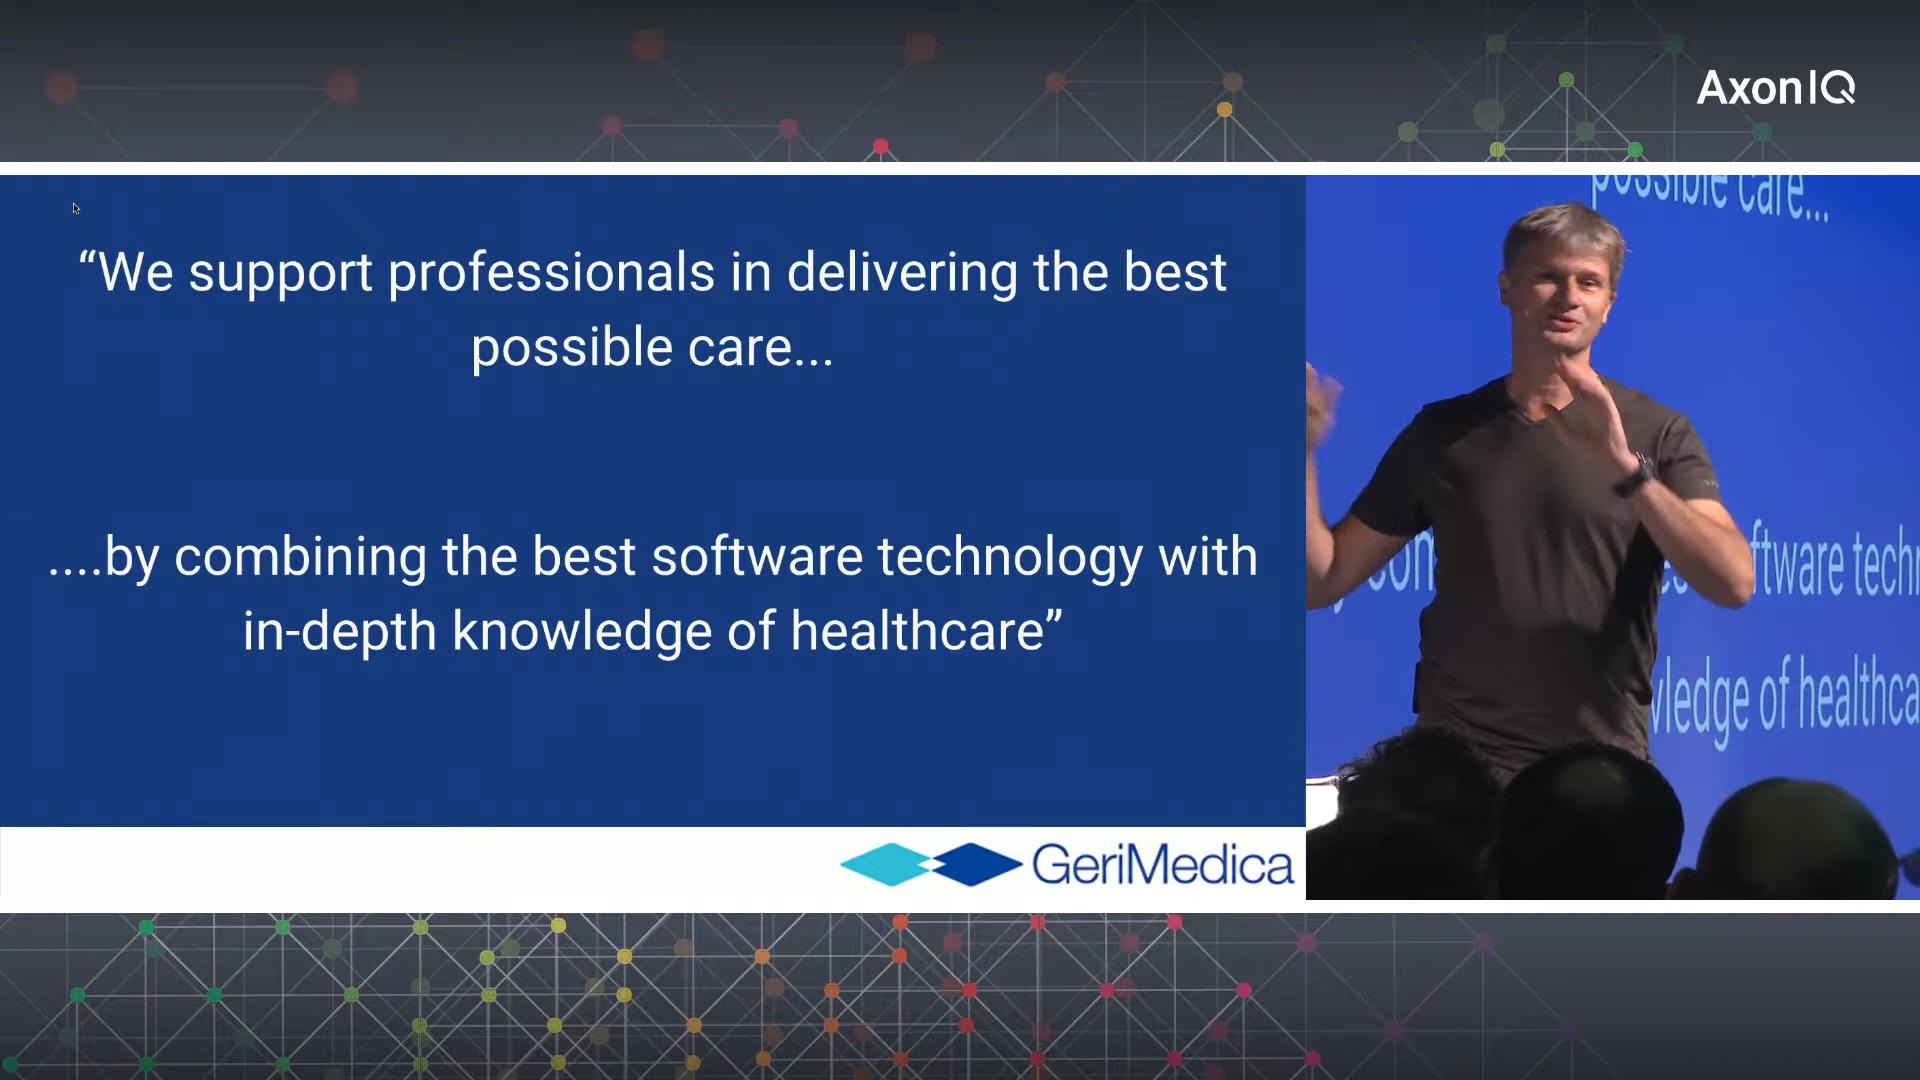 AxonIQ
“We support professionals in delivering the best
possible care...
....by combining the best software technology with
in-depth knowledge of healthcare”
GeriMedica
possible care...
ftware techn
wledge of healthca